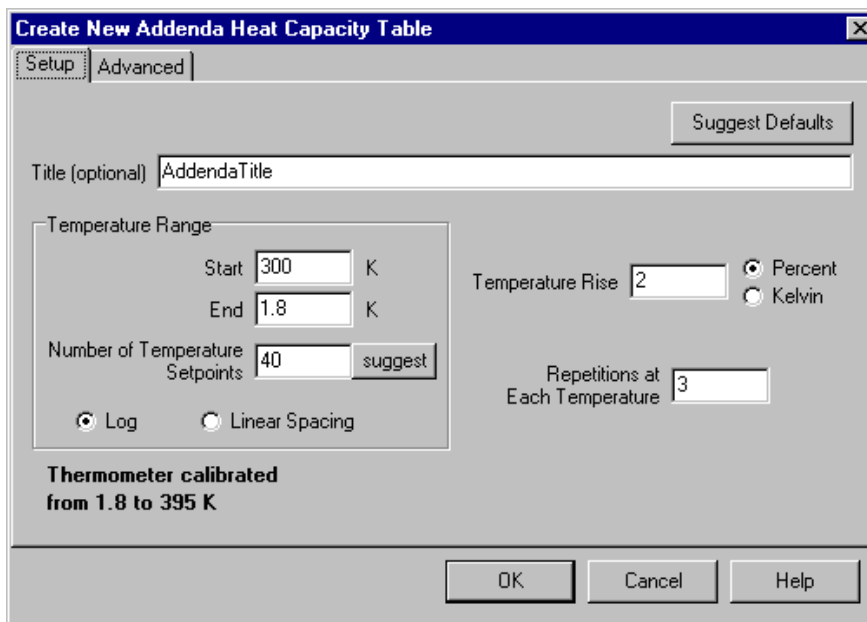 Create New Addenda Heat Capacity Table
Setup Advanced
Suggest Defaults
Title (optional) AddendaTitle
Temperature Range
Start 300 K
End 1.8 K
Number of Temperature
Setpoints 40 suggest
Log Linear Spacing
Temperature Rise 2 Percent
Kelvin
Repetitions at
Each Temperature 3
Thermometer calibrated
from 1.8 to 395 K
OK Cancel Help